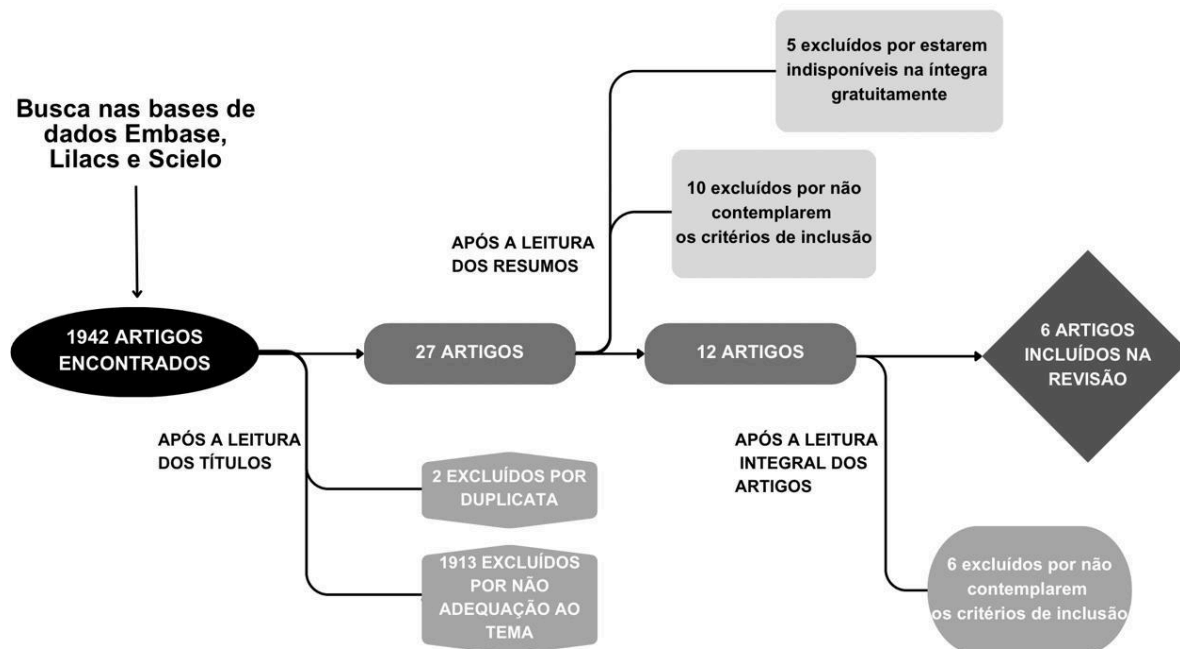 Busca nas bases de
dados Embase,
Lilacs e Scielo
1942 ARTIGOS
ENCONTRADOS
APÓS A LEITURA
DOS TÍTULOS
2 EXCLUÍDOS POR
DUPLICATA
1913 EXCLUÍDOS
POR NÃO
ADEQUAÇÃO AO
TEMA
27 ARTIGOS
APÓS A LEITURA
DOS RESUMOS
5 excluídos por estarem
indisponíveis na íntegra
gratuitamente
10 excluídos por não
contemplarem
os critérios de inclusão
12 ARTIGOS
APÓS A LEITURA
INTEGRAL DOS
ARTIGOS
6 excluídos por não
contemplarem
os critérios de inclusão
6 ARTIGOS
INCLUÍDOS NA
REVISÃO